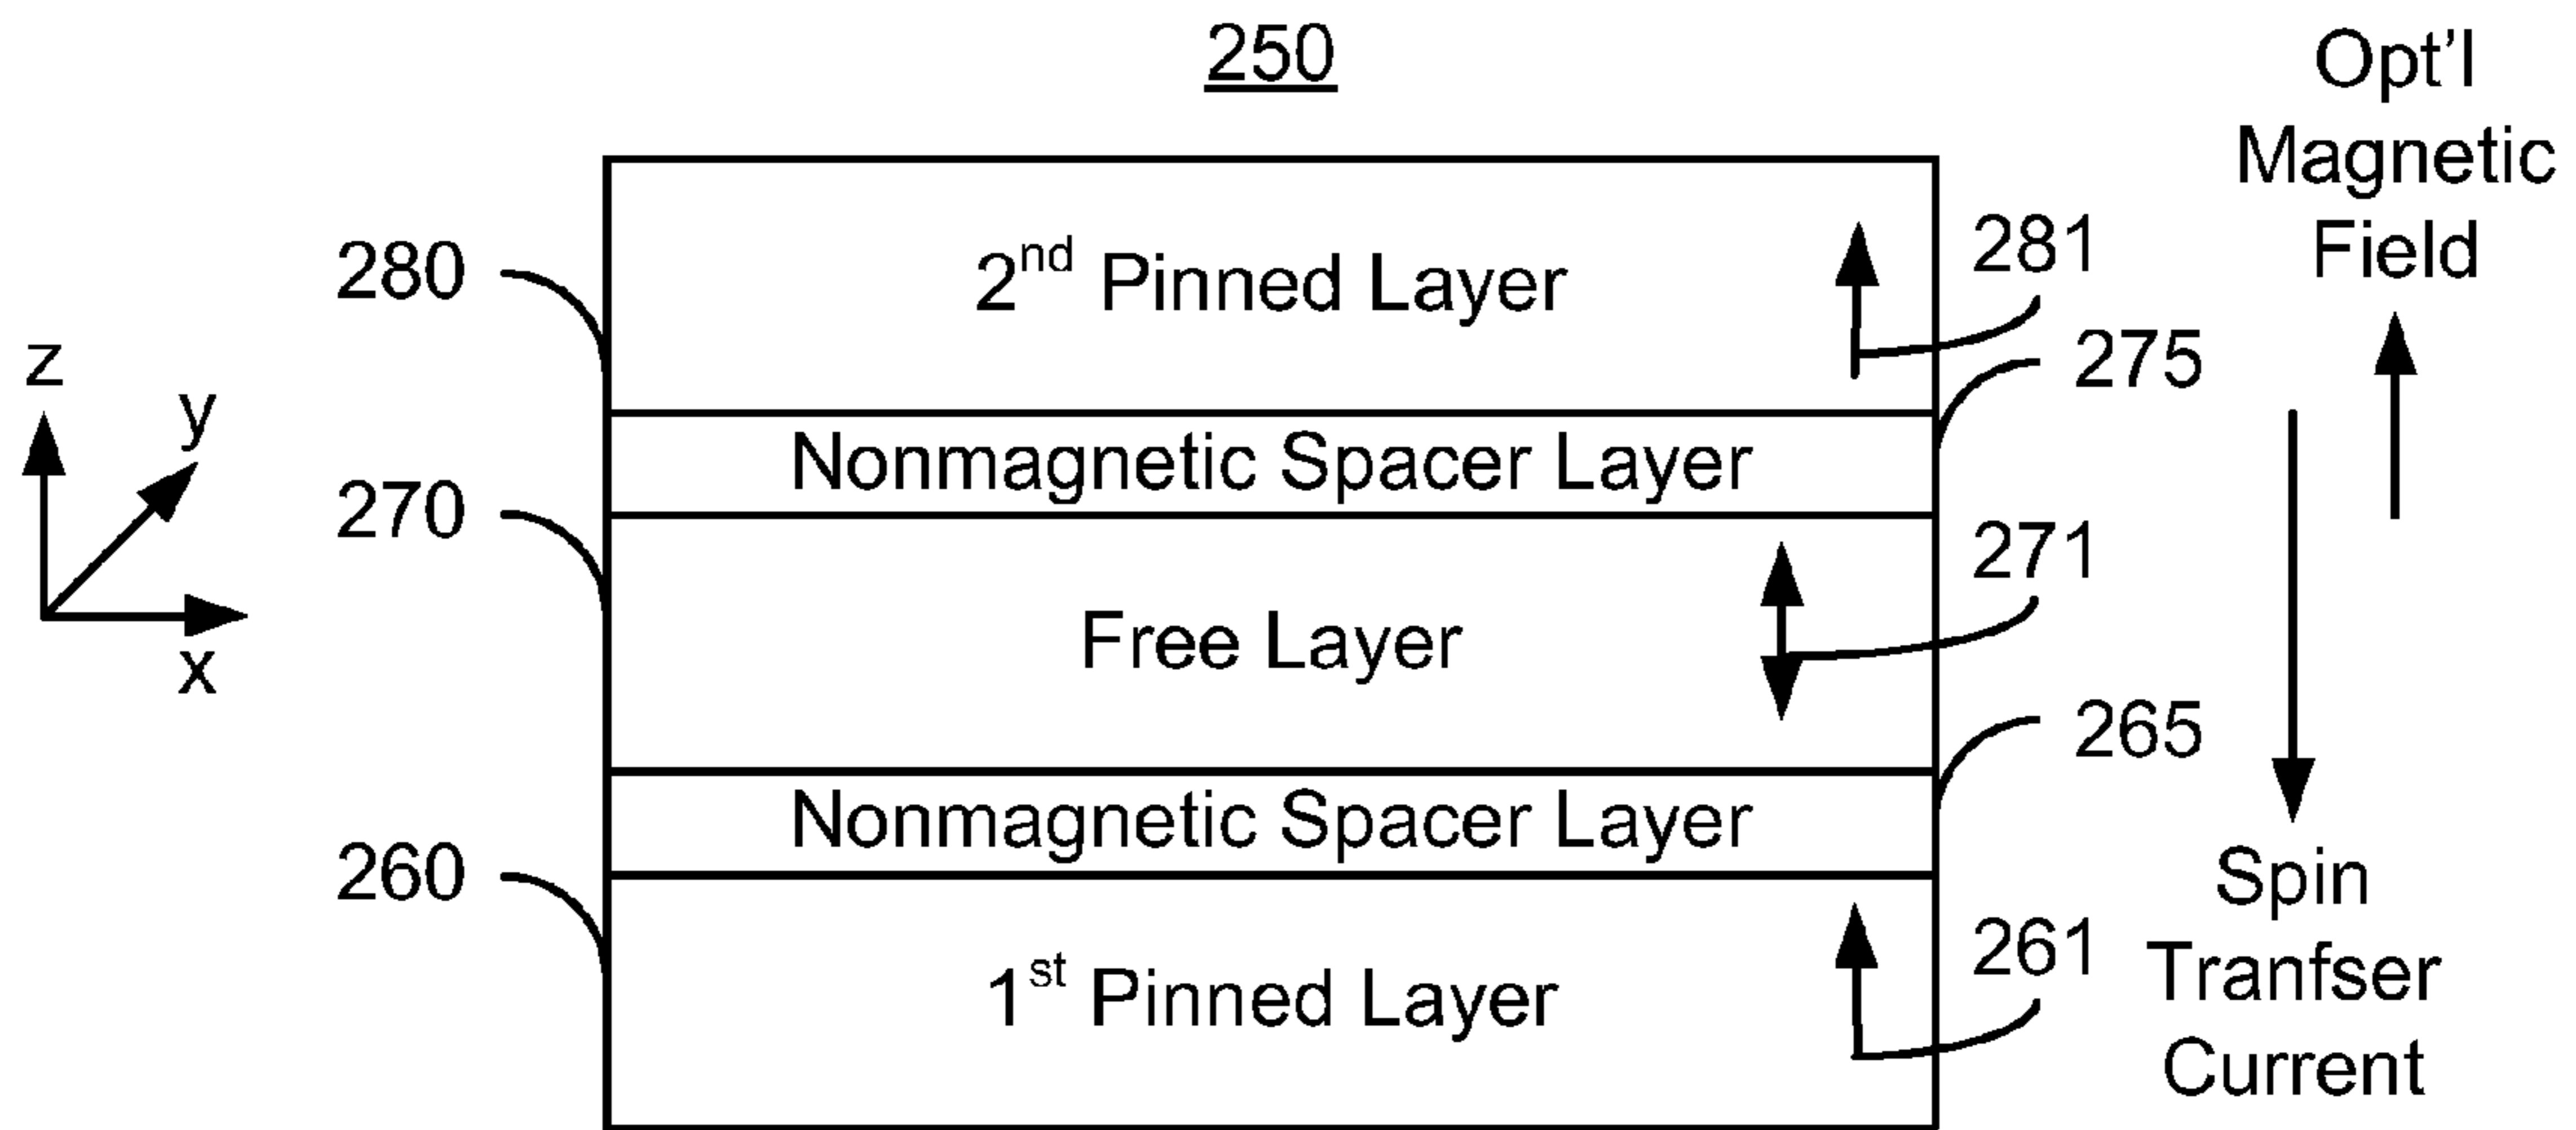 250
Opt'l
Magnetic
Field
280
2nd Pinned Layer
281
z
y
x
275
Nonmagnetic Spacer Layer
270
271
Free Layer
265
Nonmagnetic Spacer Layer
260
1st Pinned Layer
261
Spin
Tranfser
Current